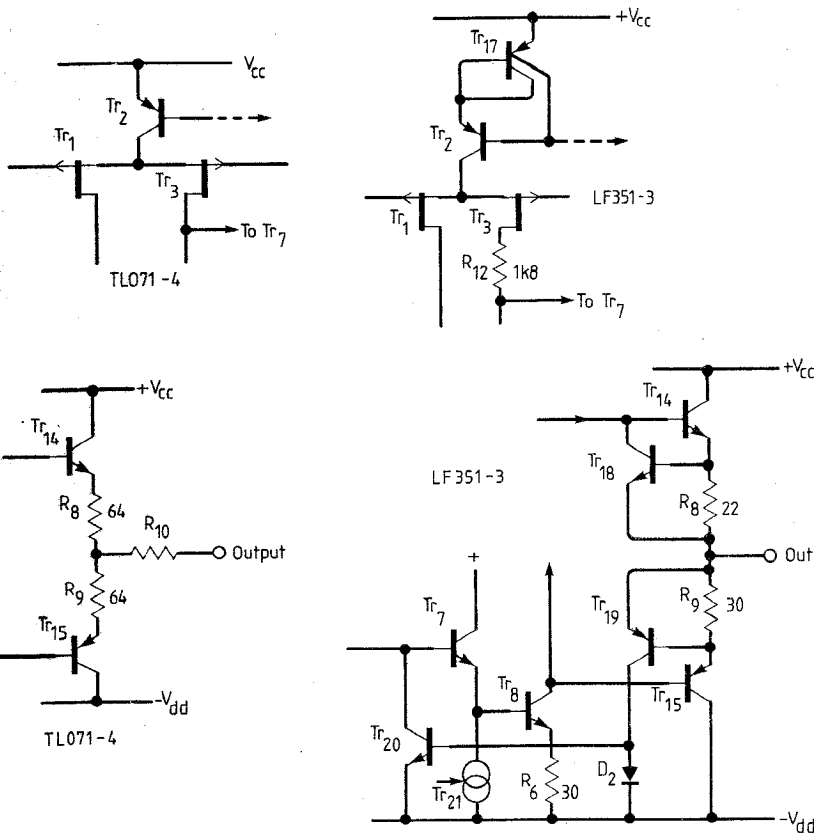 Vcc
Tr2
Tr1
Tr3
To Tr7
TL071-4
+Vcc
Tr17
Tr2
Tr1
Tr3
LF351-3
R12
1k8
To Tr7
+Vcc
Tr14
R8
64
R10
Output
R9
64
Tr15
-Vdd
TL071-4
+Vcc
Tr14
Tr18
LF351-3
R8
22
Out
+
Tr7
Tr19
R9
30
Tr8
Tr15
Tr20
Tr21
R6
30
D2
-Vdd